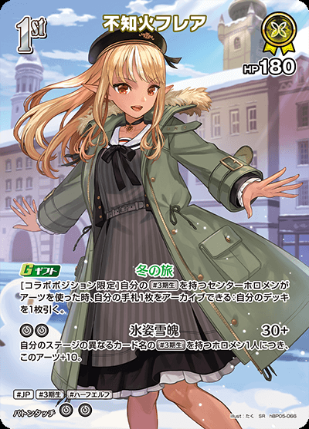 1st
不知火フレア
HP180
Gギフト 冬の旅
[コラボポジション限定]自分の #3期生 を持つセンターホロメン
がアーツを使った時、自分の手札1枚をアーカイブできる:自分のデッキ
を1枚引く。
氷姿雪魄 30+
自分のステージの異なるカード名の #3期生 を持つホロメン1人につき、
このアーツ+10。
#JP #3期生 #ハーフエルフ
バトンタッチ
illust たく SR hBP05-066